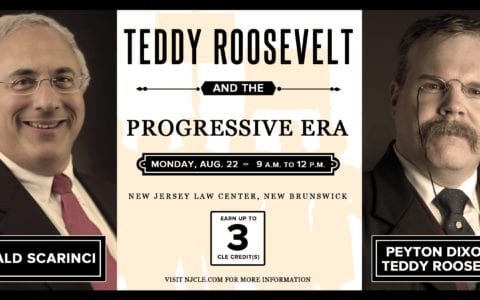 TEDDY ROOSEVELT
AND THE
PROGRESSIVE ERA
MONDAY, AUG. 22 – 9 A.M. TO 12 P.M.
NEW JERSEY LAW CENTER, NEW BRUNSWICK
EARN UP TO
3
CLE CREDIT(S)
VISIT NJCLE.COM FOR MORE INFORMATION
ALD SCARINCI
PEYTON DIXO
TEDDY ROOSE